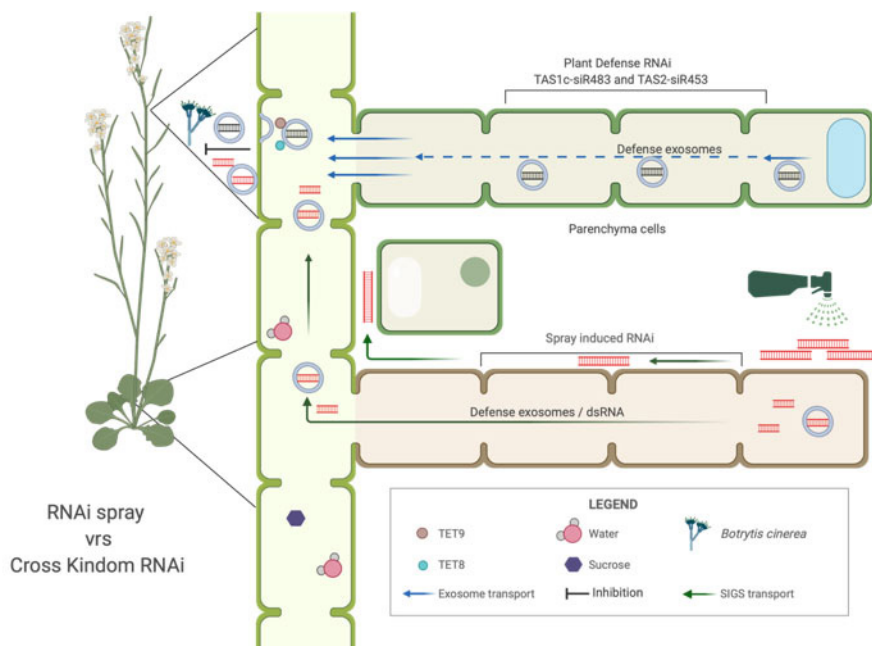 Plant Defense RNAi
TAS1c-siR483 and TAS2-siR453
Defense exosomes
Parenchyma cells
Spray induced RNAi
Defense exosomes / dsRNA
RNAi spray
vrs
Cross Kindom RNAi
LEGEND
TET9
Water
Botrytis cinerea
TET8
Sucrose
Exosome transport
Inhibition
SIGS transport